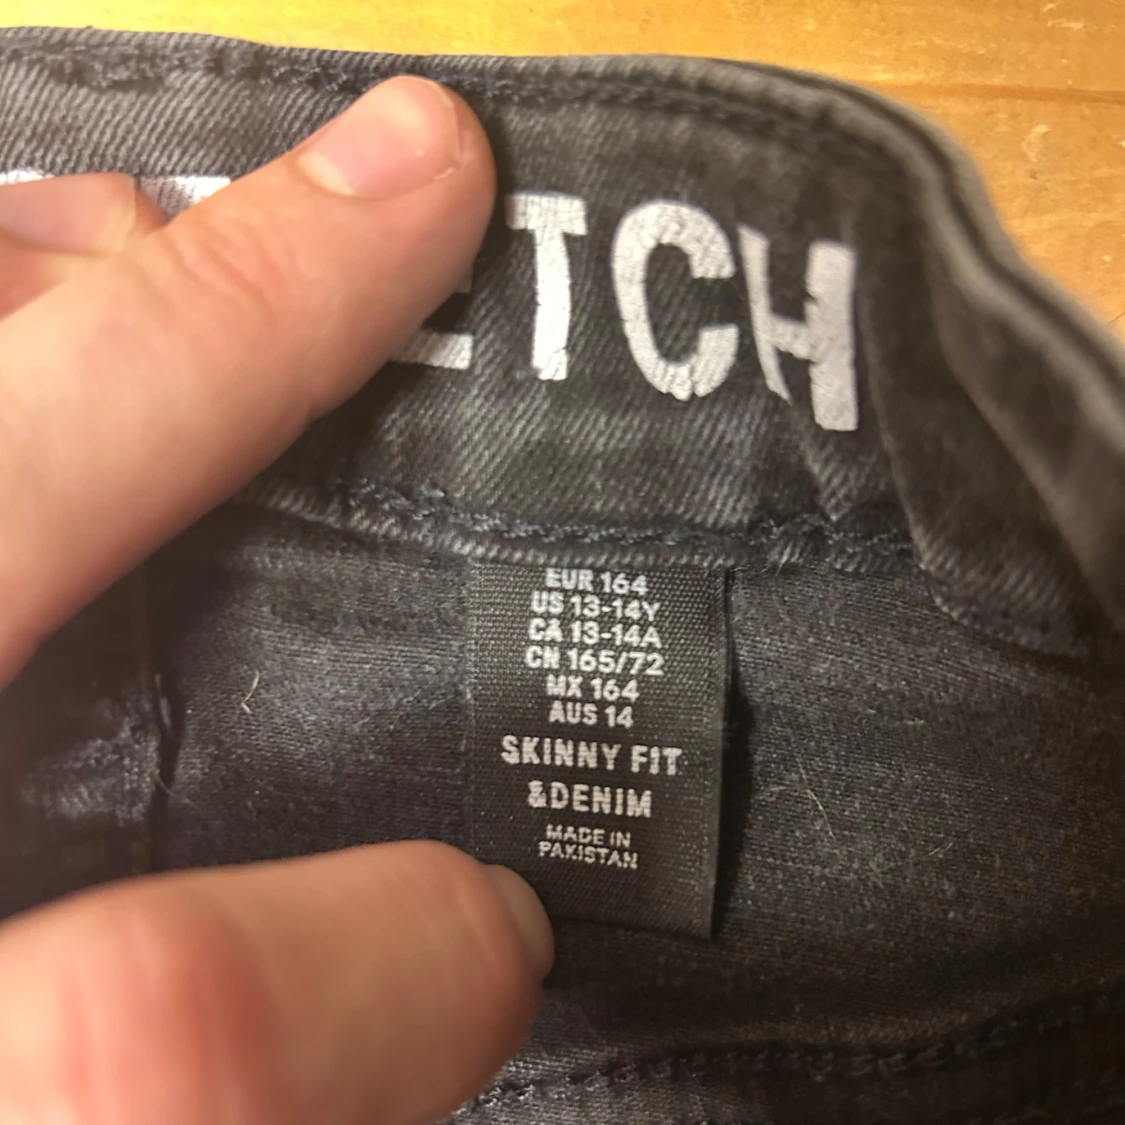 TCH
EUR 164
US 13-14Y
CA 13-14A
CN 165/72
MX 164
AUS 14
SKINNY FIT
&DENIM
MADE IN
PAKISTAN